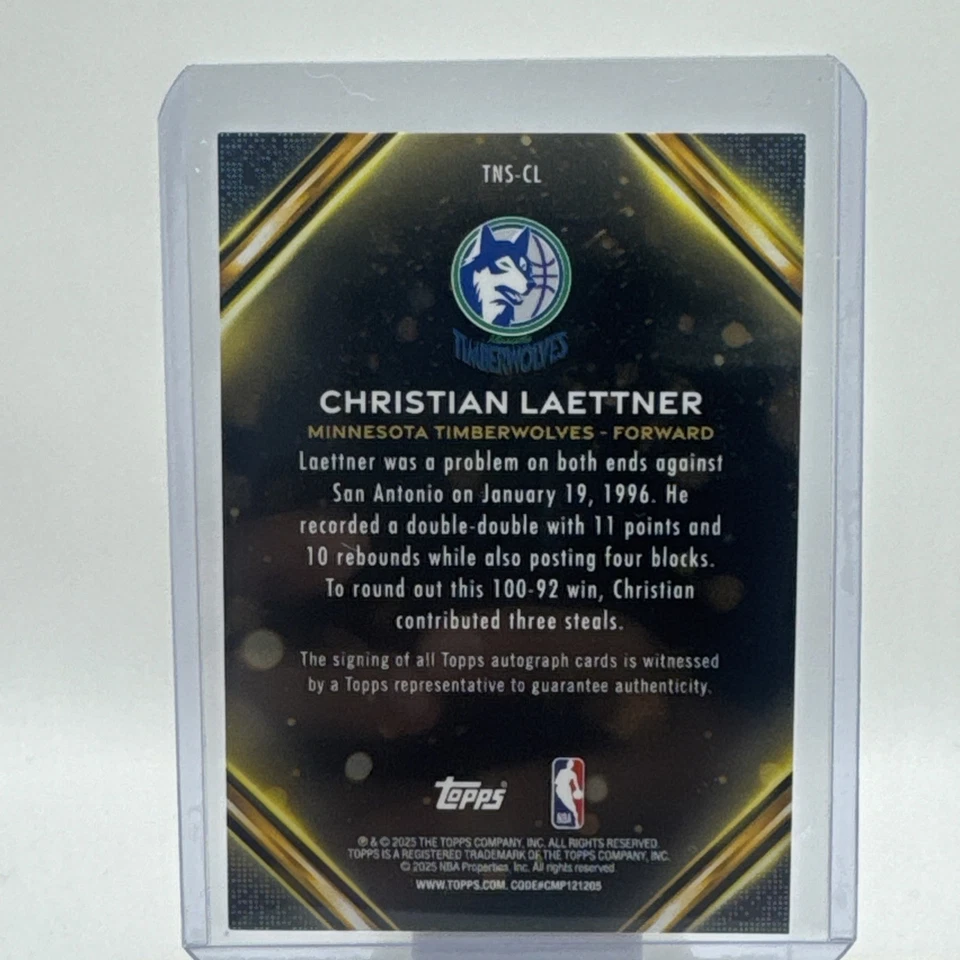 TNS-CL
TIMBERWOLVES
CHRISTIAN LAETTNER
MINNESOTA TIMBERWOLVES - FORWARD
Laettner was a problem on both ends against
San Antonio on January 19, 1996. He
recorded a double-double with 11 points and
10 rebounds while also posting four blocks.
To round out this 100-92 win, Christian
contributed three steals.
The signing of all Topps autograph cards is witnessed
by a Topps representative to guarantee authenticity.
Topps
NBA
℗ & © 2025 THE TOPPS COMPANY, INC. ALL RIGHTS RESERVED.
TOPPS IS A REGISTERED TRADEMARK OF THE TOPPS COMPANY, INC.
© 2025 NBA Properties, Inc. All rights reserved.
WWW.TOPPS.COM. CODE#CMP121205